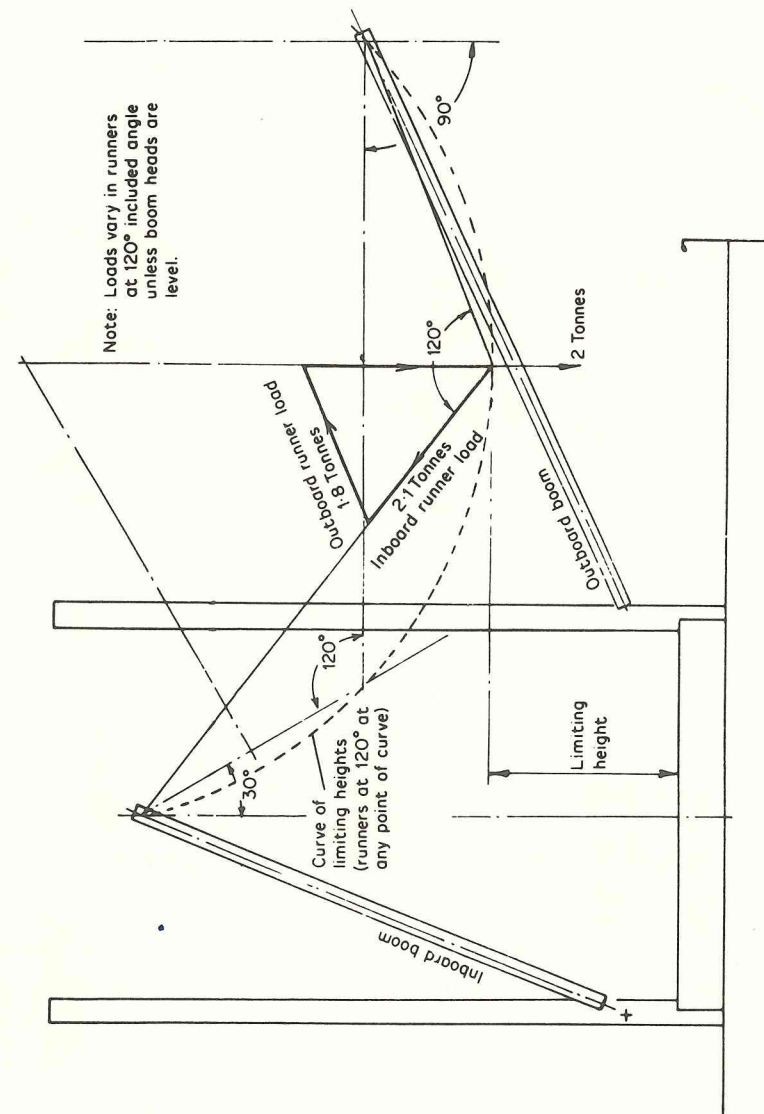 Note: Loads vary in runners
at 120° included angle
unless boom heads are
level.
90°
120°
2 Tonnes
Outboard runner load
1·8 Tonnes
2·1 Tonnes
Inboard runner load
Outboard boom
120°
30°
Curve of
limiting heights
(runners at 120° at
any point of curve)
Limiting
height
Inboard boom